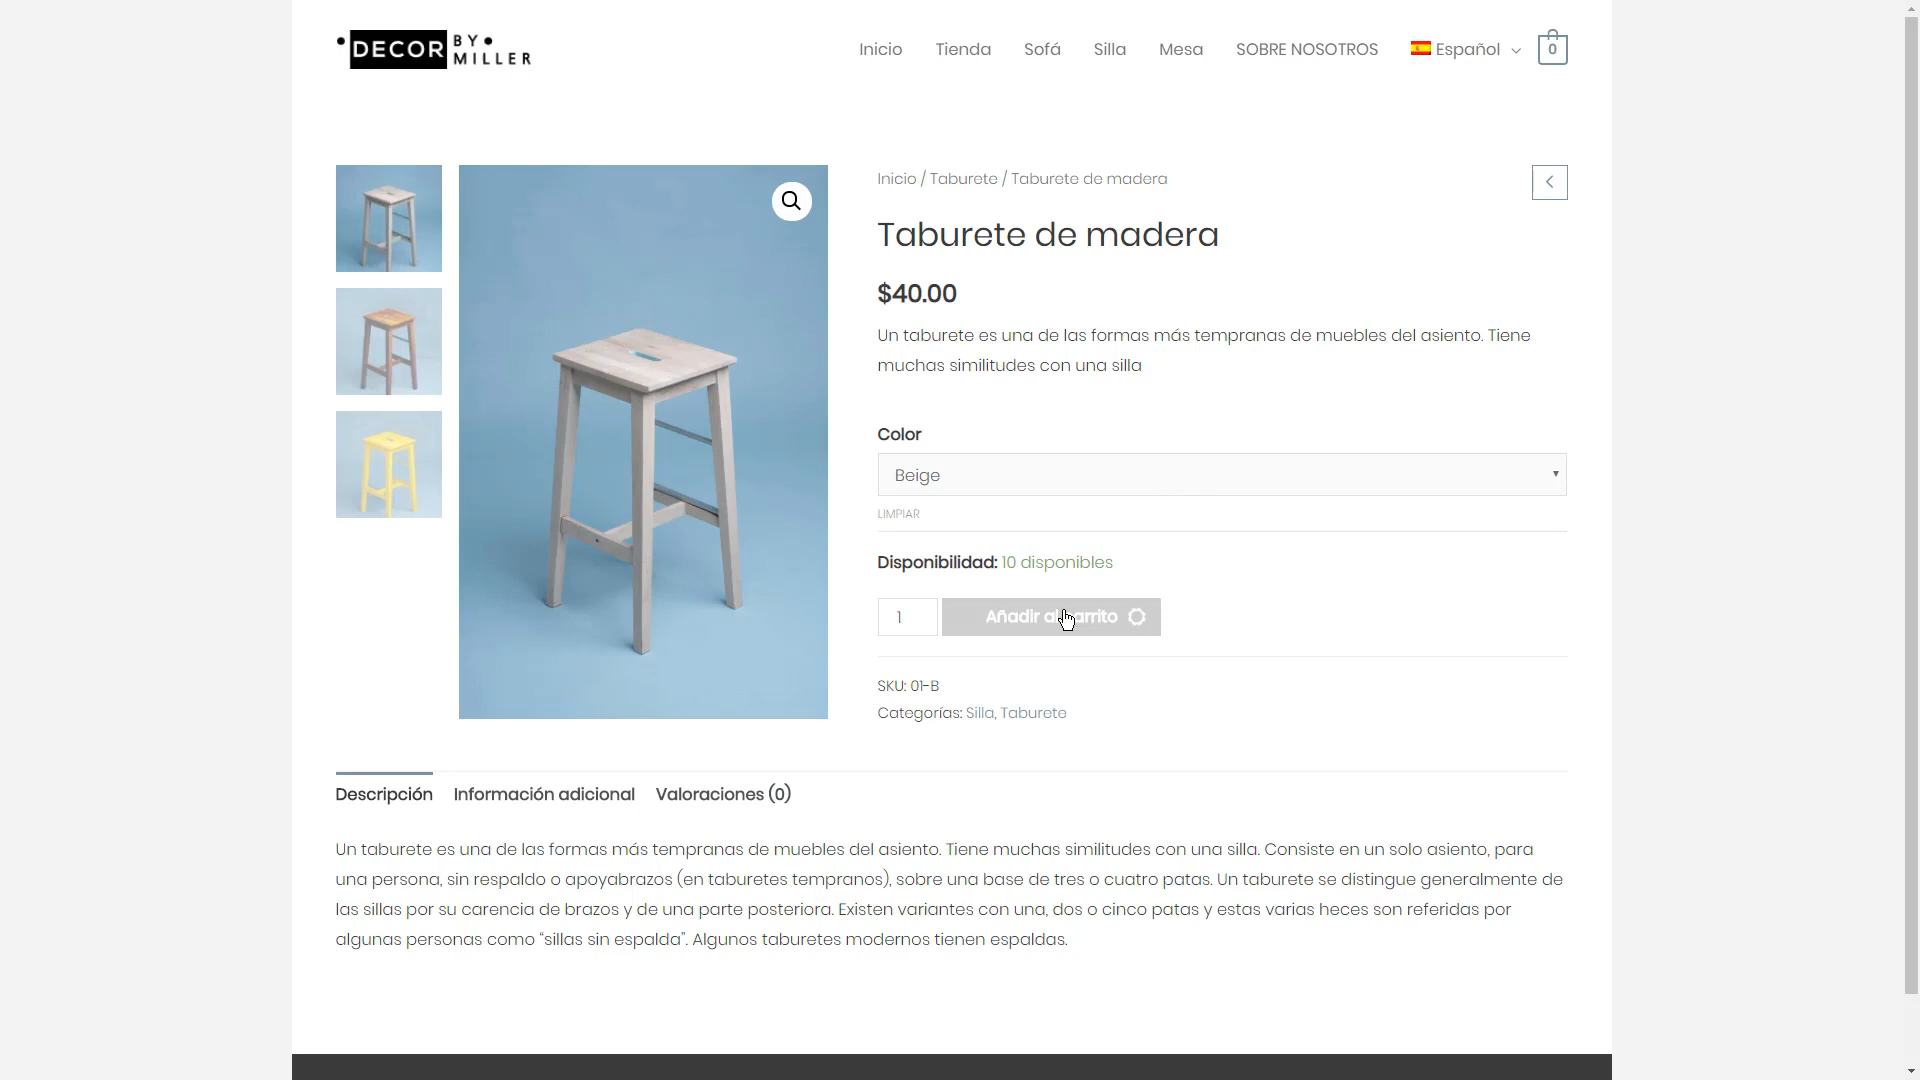 DECOR BY MILLER
Inicio
Tienda
Sofá
Silla
Mesa
SOBRE NOSOTROS
Español
0
Inicio / Taburete / Taburete de madera
Taburete de madera
$40.00
Un taburete es una de las formas más tempranas de muebles del asiento. Tiene
muchas similitudes con una silla
Color
Beige
LIMPIAR
Disponibilidad: 10 disponibles
1
Añadir al carrito
SKU: 01-B
Categorías: Silla, Taburete
Descripción
Información adicional
Valoraciones (0)
Un taburete es una de las formas más tempranas de muebles del asiento. Tiene muchas similitudes con una silla. Consiste en un solo asiento, para
una persona, sin respaldo o apoyabrazos (en taburetes tempranos), sobre una base de tres o cuatro patas. Un taburete se distingue generalmente de
las sillas por su carencia de brazos y de una parte posteriora. Existen variantes con una, dos o cinco patas y estas varias heces son referidas por
algunas personas como “sillas sin espalda”. Algunos taburetes modernos tienen espaldas.